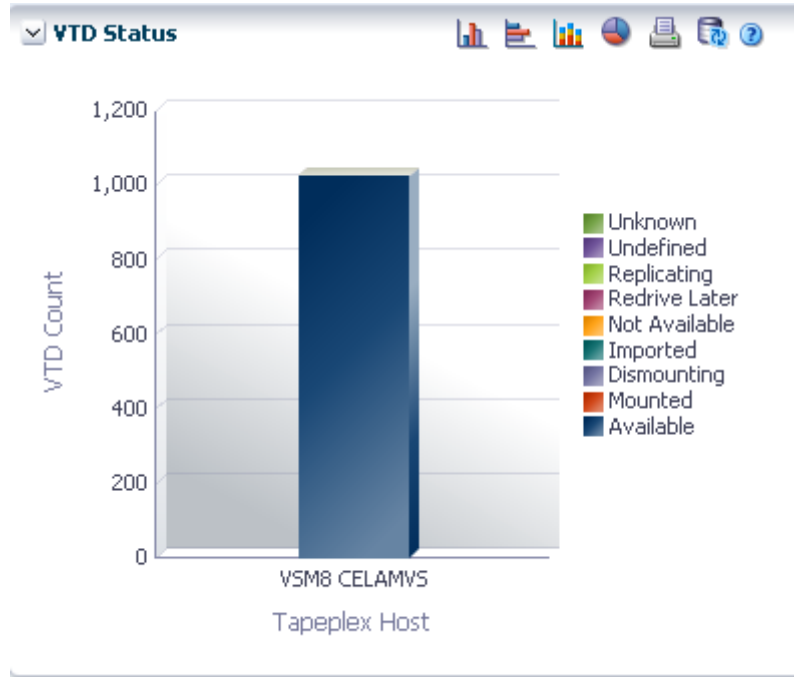 VTD Status
1,200
1,000
800
600
400
200
0
VTD Count
VSM8 CELAMVS
Tapeplex Host
Unknown
Undefined
Replicating
Redrive Later
Not Available
Imported
Dismounting
Mounted
Available